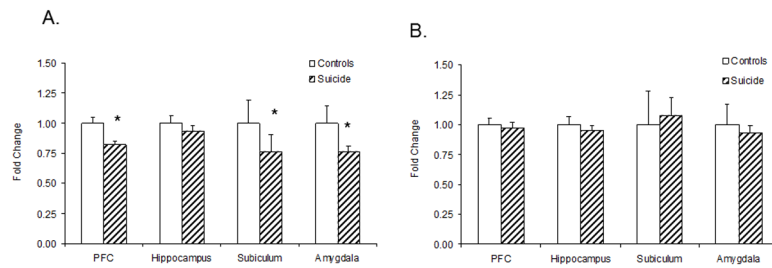 A.
B.
1.50
1.25
1.00
0.75
0.50
0.25
0.00
Fold Change
Controls
Suicide
*
*
*
PFC Hippocampus Subiculum Amygdala
1.50
1.25
1.00
0.75
0.50
0.25
0.00
Fold Change
Controls
Suicide
PFC Hippocampus Subiculum Amygdala